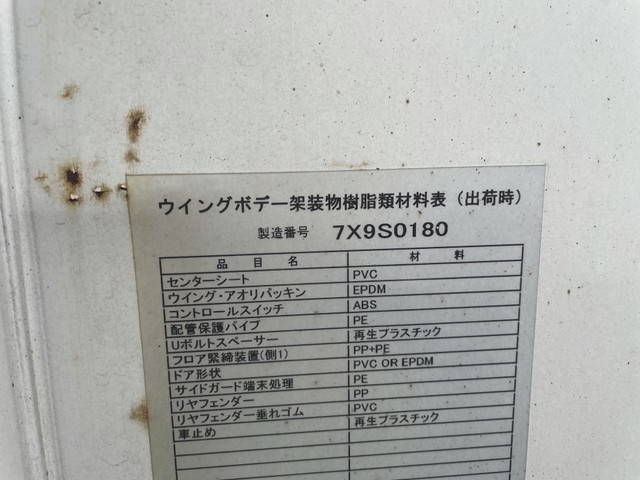 ウイングボデー架装物樹脂類材料表（出荷時）
製造番号 7X9S0180
品目名 材料
センターシート PVC
ウイング・アオリパッキン EPDM
コントロールスイッチ ABS
配管保護パイプ PE
Uボルトスペーサー 再生プラスチック
フロア緊締装置(側1) PP+PE
ドア形状 PVC OR EPDM
サイドガード端末処理 PE
リヤフェンダー PP
リヤフェンダー垂れゴム PVC
車止め 再生プラスチック